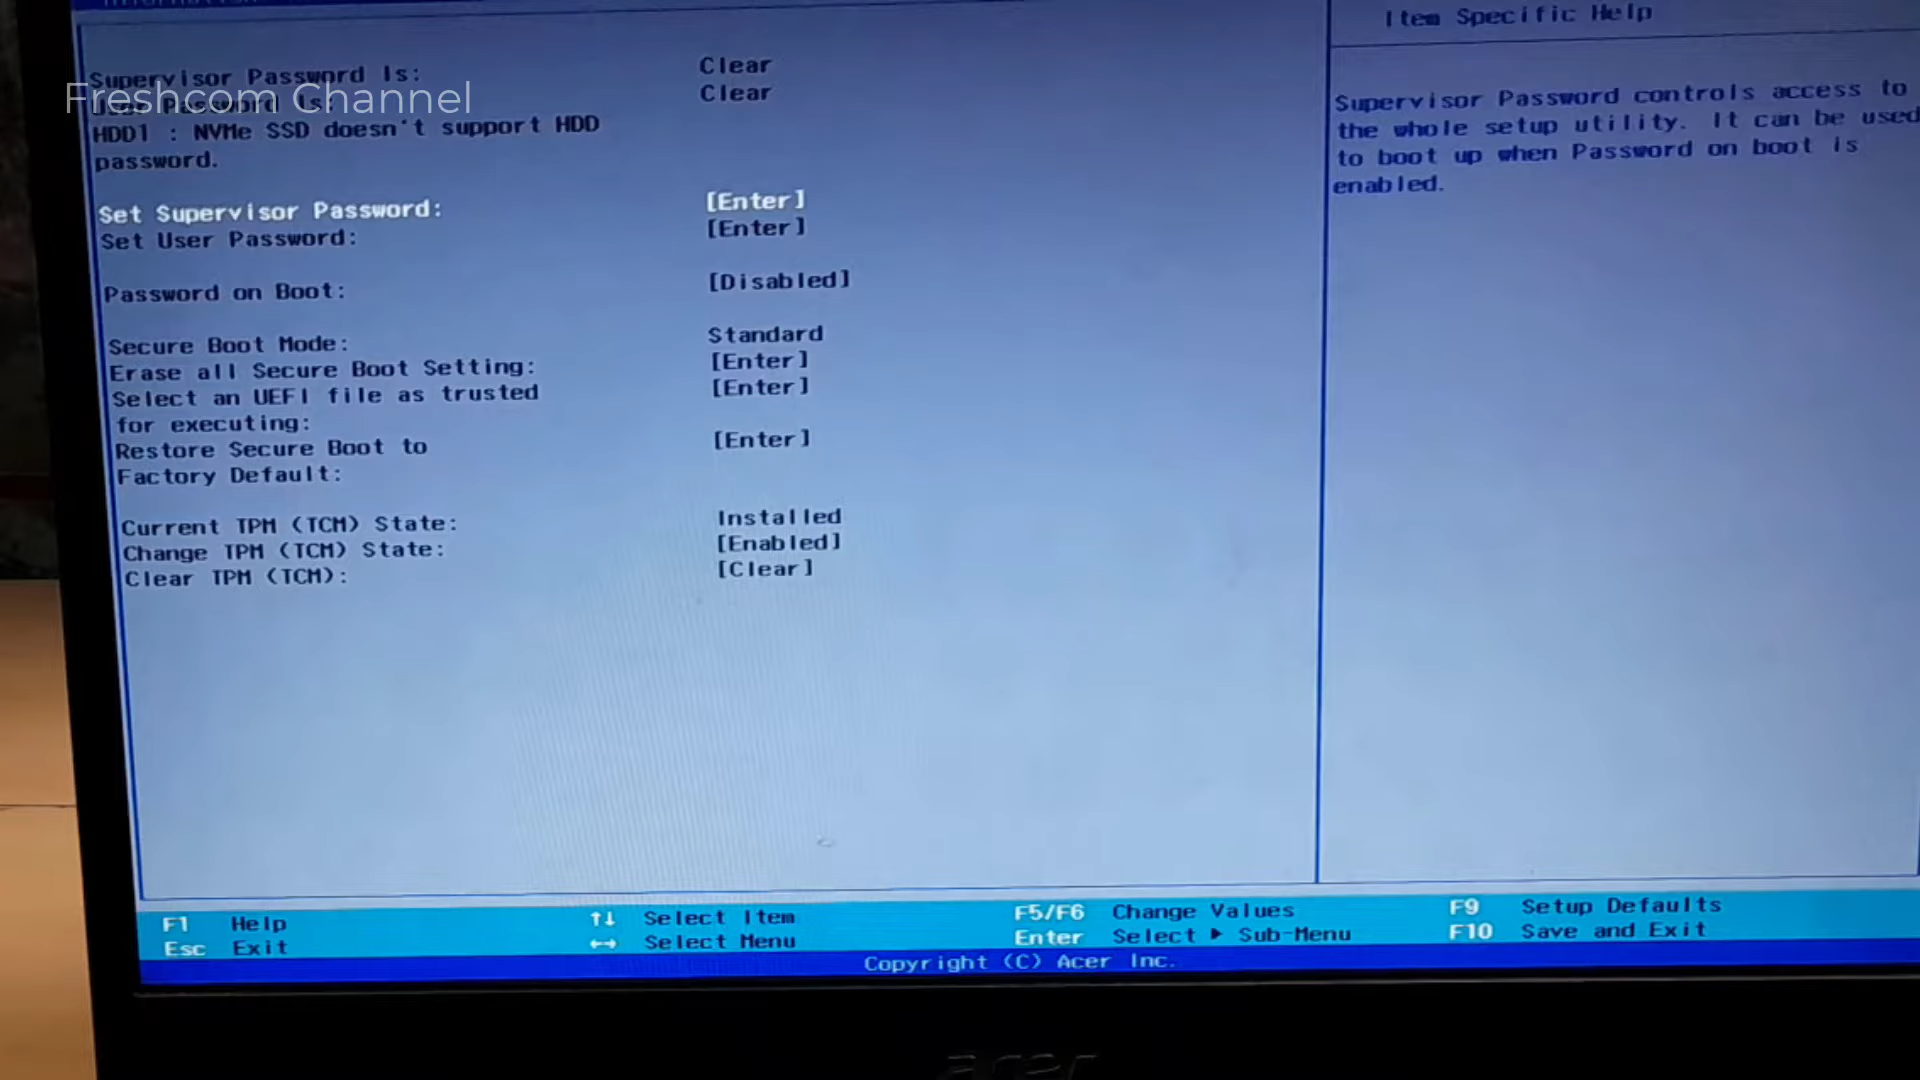 Item Specific Help
Supervisor Password Is: Clear
User Password Is: Clear
Freshcom Channel
HDD1 : NVMe SSD doesn't support HDD
password.
Set Supervisor Password: [Enter]
Set User Password: [Enter]
Password on Boot: [Disabled]
Secure Boot Mode: Standard
Erase all Secure Boot Setting: [Enter]
Select an UEFI file as trusted [Enter]
for executing:
Restore Secure Boot to [Enter]
Factory Default:
Current TPM (TCM) State: Installed
Change TPM (TCM) State: [Enabled]
Clear TPM (TCM): [Clear]
Supervisor Password controls access to
the whole setup utility. It can be used
to boot up when Password on boot is
enabled.
F1 Help ↑↓ Select Item F5/F6 Change Values F9 Setup Defaults
Esc Exit ↔ Select Menu Enter Select ▶ Sub-Menu F10 Save and Exit
Copyright (C) Acer Inc.
acer